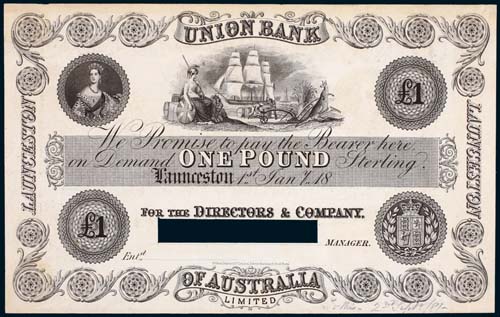 UNION BANK
£1
LAUNCESTON
LAUNCESTON
We Promise to pay the Bearer here,
on Demand ONE POUND Sterling.
Launceston 1st Jany. 18
FOR THE DIRECTORS & COMPANY.
£1
MANAGER.
Entd.
OF AUSTRALIA
LIMITED